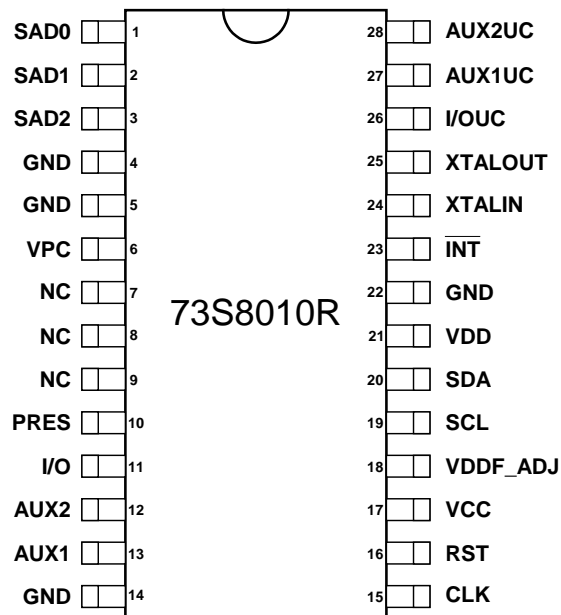 SAD0 1 28 AUX2UC
SAD1 2 27 AUX1UC
SAD2 3 26 I/OUC
GND 4 25 XTALOUT
GND 5 24 XTALIN
VPC 6 23 INT
NC 7 22 GND
73S8010R
NC 8 21 VDD
NC 9 20 SDA
PRES 10 19 SCL
I/O 11 18 VDDF_ADJ
AUX2 12 17 VCC
AUX1 13 16 RST
GND 14 15 CLK